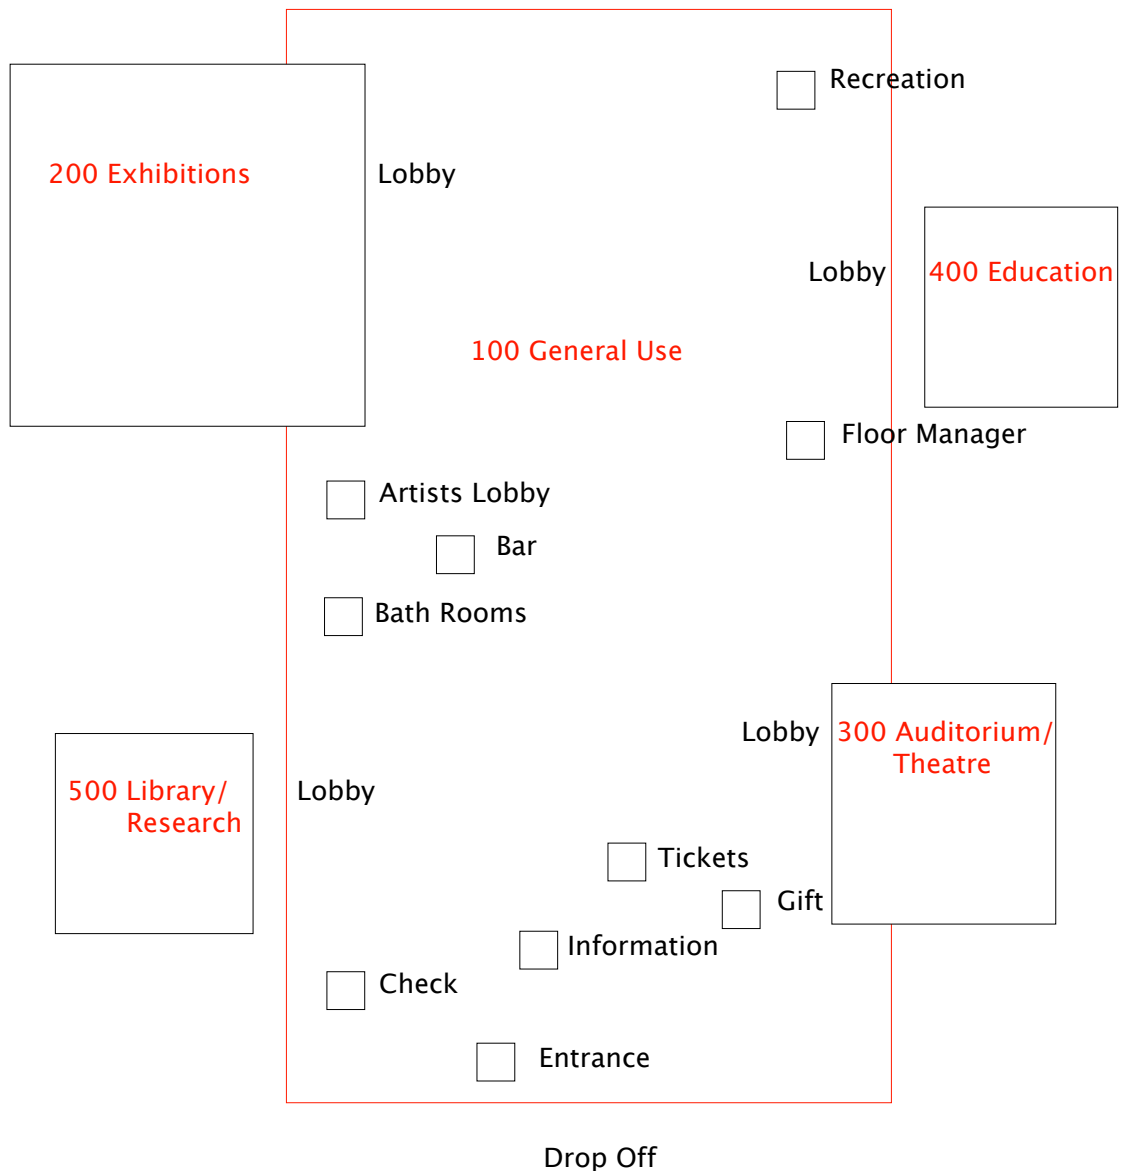 Recreation
200 Exhibitions
Lobby
Lobby
400 Education
100 General Use
Floor Manager
Artists Lobby
Bar
Bath Rooms
Lobby
300 Auditorium/
Theatre
500 Library/
Research
Lobby
Tickets
Gift
Information
Check
Entrance
Drop Off